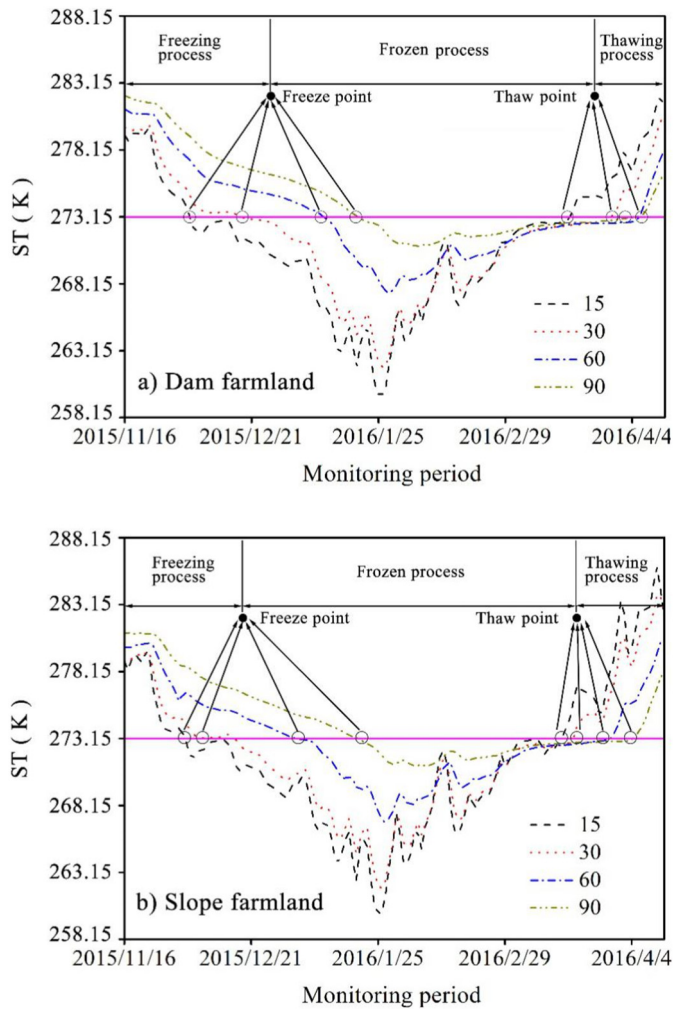 288.15
Freezing
process
Frozen process
Thawing
process
283.15
Freeze point
Thaw point
278.15
273.15
ST ( K )
268.15
15
30
263.15
60
a) Dam farmland
90
258.15
2015/11/16
2015/12/21
2016/1/25
2016/2/29
2016/4/4
Monitoring period
288.15
Freezing
process
Frozen process
Thawing
process
283.15
Freeze point
Thaw point
278.15
273.15
ST ( K )
268.15
15
30
263.15
60
b) Slope farmland
90
258.15
2015/11/16
2015/12/21
2016/1/25
2016/2/29
2016/4/4
Monitoring period